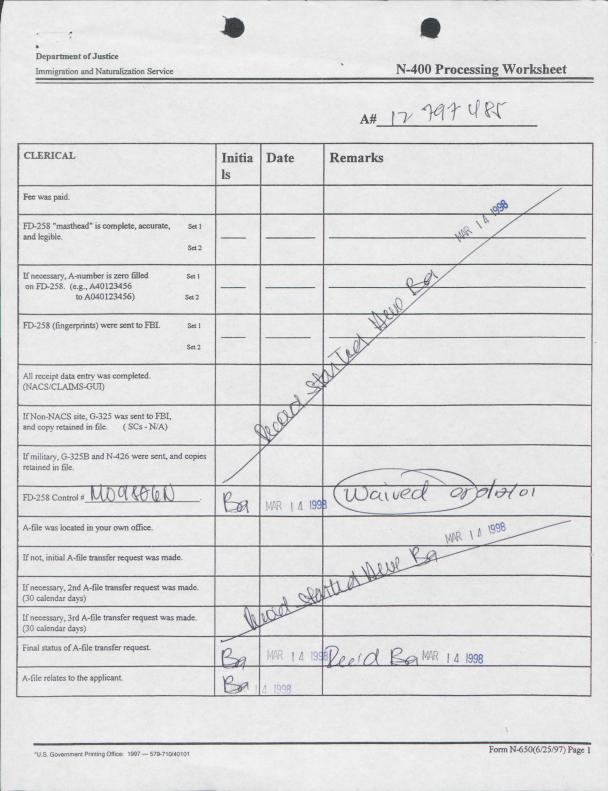 Department of Justice
Immigration and Naturalization Service
N-400 Processing Worksheet
A# 12 797 485
CLERICAL
Initia
ls
Date
Remarks
Fee was paid.
FD-258 "masthead" is complete, accurate, Set 1
and legible.
Set 2
MAR 14 1998
If necessary, A-number is zero filled Set 1
on FD-258. (e.g., A40123456
to A040123456) Set 2
FD-258 (fingerprints) were sent to FBI. Set 1
Set 2
Record Started Here Ba
All receipt data entry was completed.
(NACS/CLAIMS-GUI)
If Non-NACS site, G-325 was sent to FBI,
and copy retained in file. ( SCs - N/A)
If military, G-325B and N-426 were sent, and copies
retained in file.
FD-258 Control # Ba MAR 14 1998 Waived
A-file was located in your own office.
MAR 14 1998
If not, initial A-file transfer request was made.
Record Started Here Ba
If necessary, 2nd A-file transfer request was made.
(30 calendar days)
If necessary, 3rd A-file transfer request was made.
(30 calendar days)
Final status of A-file transfer request. Ba MAR 14 1998 Rec'd Ba MAR 14 1998
A-file relates to the applicant. Ba 14 1998
*U.S. Government Printing Office: 1997 — 579-710/40101
Form N-650(6/25/97) Page 1